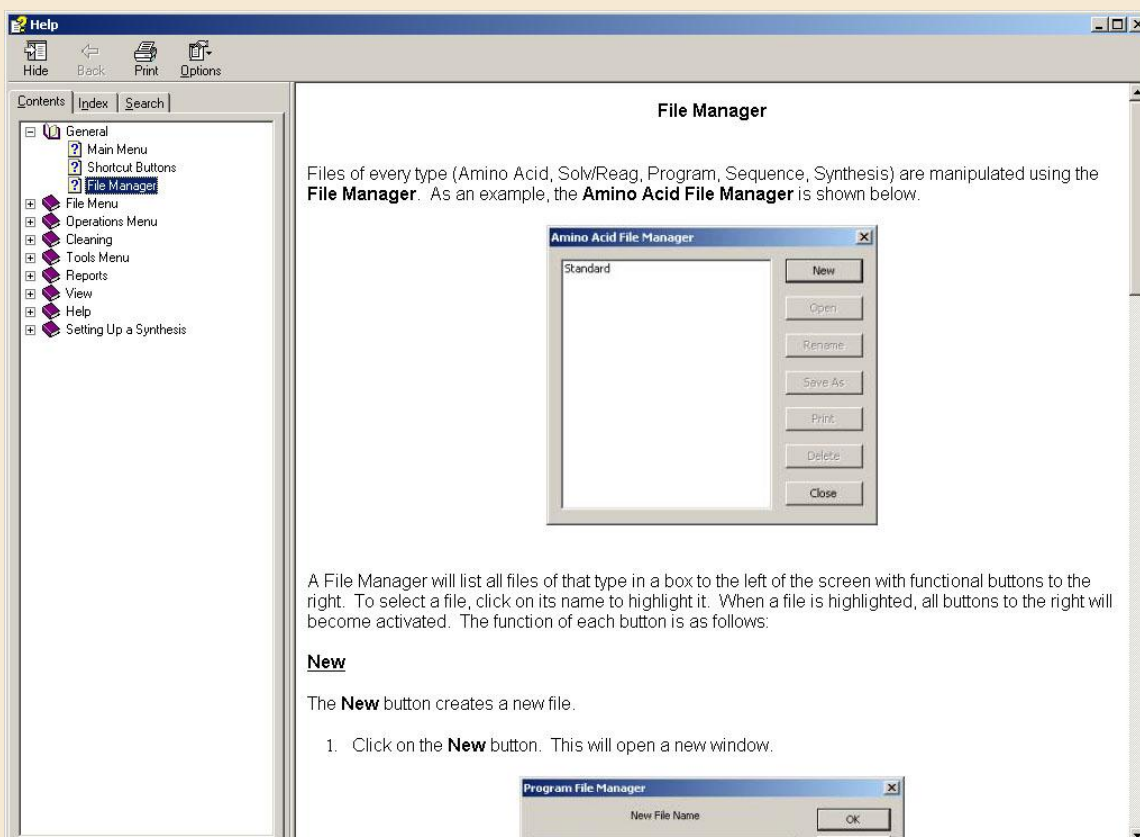 Help
Hide Back Print Options
Contents Index Search
General
Main Menu
Shortcut Buttons
File Manager
File Menu
Operations Menu
Cleaning
Tools Menu
Reports
View
Help
Setting Up a Synthesis
File Manager
Files of every type (Amino Acid, Solv/Reag, Program, Sequence, Synthesis) are manipulated using the
File Manager. As an example, the Amino Acid File Manager is shown below.
Amino Acid File Manager
Standard
New
Open
Rename
Save As
Print
Delete
Close
A File Manager will list all files of that type in a box to the left of the screen with functional buttons to the
right. To select a file, click on its name to highlight it. When a file is highlighted, all buttons to the right will
become activated. The function of each button is as follows:
New
The New button creates a new file.
1. Click on the New button. This will open a new window.
Program File Manager
New File Name
OK